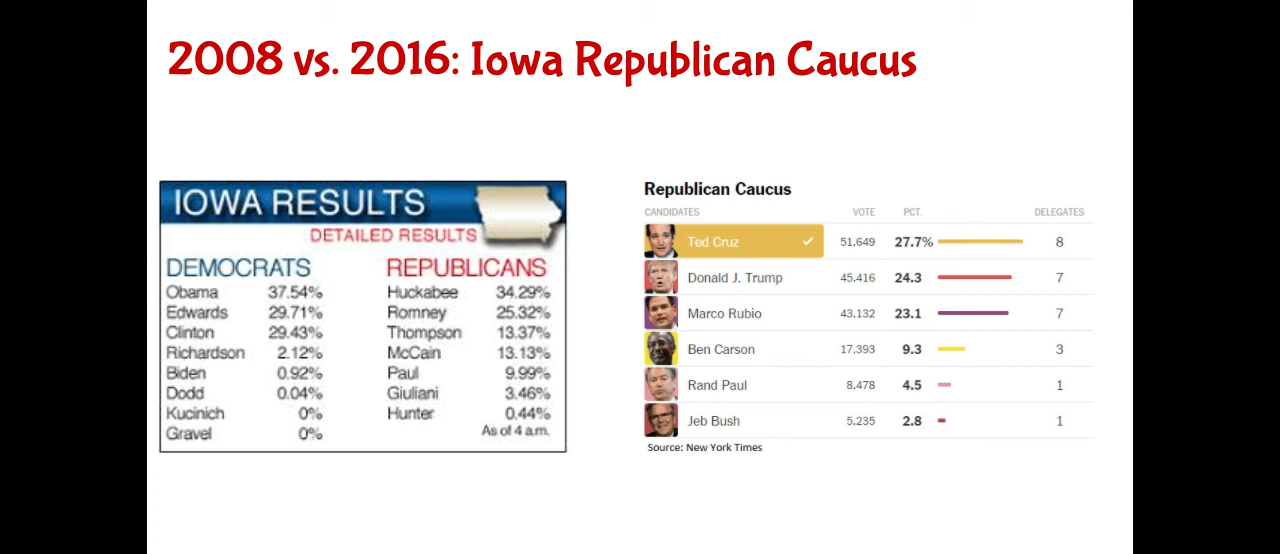 2008 vs. 2016: Iowa Republican Caucus
IOWA RESULTS
DETAILED RESULTS
DEMOCRATS
Obama 37.54%
Edwards 29.71%
Clinton 29.43%
Richardson 2.12%
Biden 0.92%
Dodd 0.04%
Kucinich 0%
Gravel 0%
REPUBLICANS
Huckabee 34.29%
Romney 25.32%
Thompson 13.37%
McCain 13.13%
Paul 9.99%
Giuliani 3.46%
Hunter 0.44%
As of 4 a.m.
Republican Caucus
CANDIDATES VOTE PCT. DELEGATES
Ted Cruz ✓ 51,649 27.7% 8
Donald J. Trump 45,416 24.3 7
Marco Rubio 43,132 23.1 7
Ben Carson 17,393 9.3 3
Rand Paul 8,478 4.5 1
Jeb Bush 5,235 2.8 1
Source: New York Times